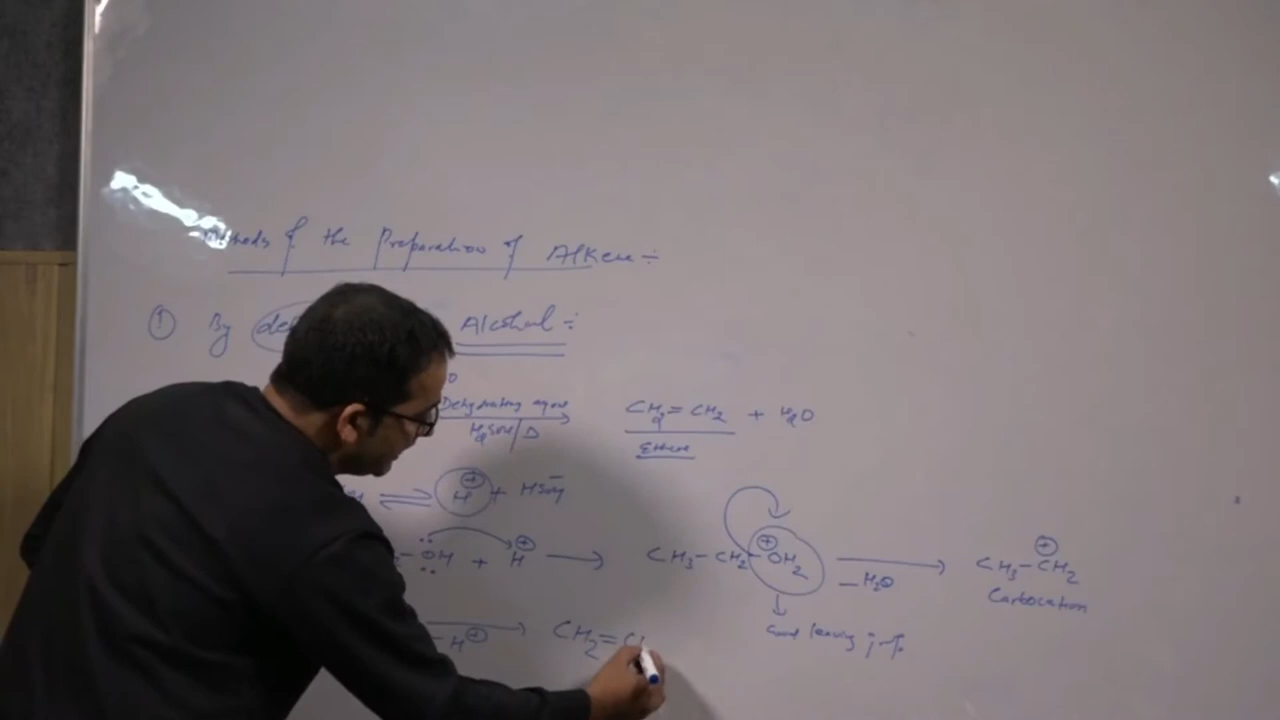 Methods of the Preparation of Alkene :-
① By Alcohol :-
Dehydrating agent
H2SO4/Δ
CH2=CH2 + H2O
Ethene
⇌ H⊕ + HSO4-
- OH + H⊕ → CH3-CH2-OH2 ⊕ → CH3-CH2 ⊕
-H2O
Carbocation
Good leaving grp
-H⊕ → CH2=C